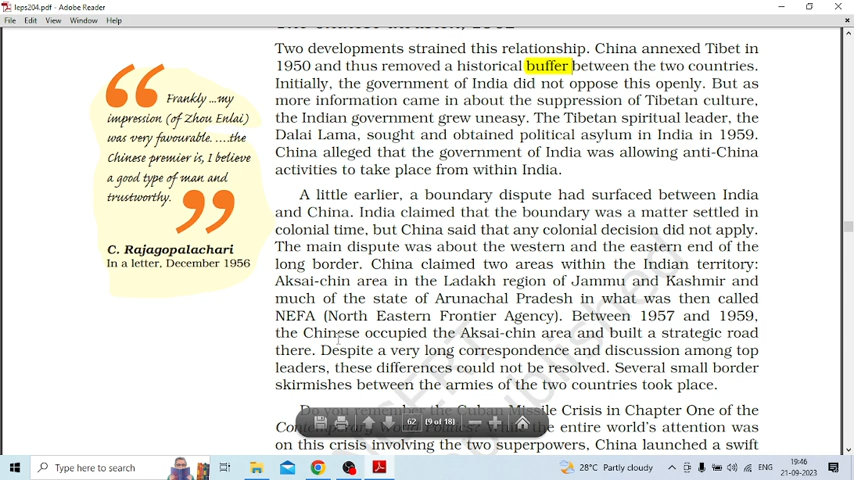 leps204.pdf - Adobe Reader
File Edit View Window Help
Two developments strained this relationship. China annexed Tibet in
1950 and thus removed a historical buffer between the two countries.
Initially, the government of India did not oppose this openly. But as
more information came in about the suppression of Tibetan culture,
the Indian government grew uneasy. The Tibetan spiritual leader, the
Dalai Lama, sought and obtained political asylum in India in 1959.
China alleged that the government of India was allowing anti-China
activities to take place from within India.
Frankly ...my
impression (of Zhou Enlai)
was very favourable. ....the
Chinese premier is, I believe
a good type of man and
trustworthy.
C. Rajagopalachari
In a letter, December 1956
A little earlier, a boundary dispute had surfaced between India
and China. India claimed that the boundary was a matter settled in
colonial time, but China said that any colonial decision did not apply.
The main dispute was about the western and the eastern end of the
long border. China claimed two areas within the Indian territory:
Aksai-chin area in the Ladakh region of Jammu and Kashmir and
much of the state of Arunachal Pradesh in what was then called
NEFA (North Eastern Frontier Agency). Between 1957 and 1959,
the Chinese occupied the Aksai-chin area and built a strategic road
there. Despite a very long correspondence and discussion among top
leaders, these differences could not be resolved. Several small border
skirmishes between the armies of the two countries took place.
Do you remember the Cuban Missile Crisis in Chapter One of the
62 (9 of 18)
entire world's attention was
on this crisis involving the two superpowers, China launched a swift
Type here to search
28°C Partly cloudy
ENG
19:46
21-09-2023